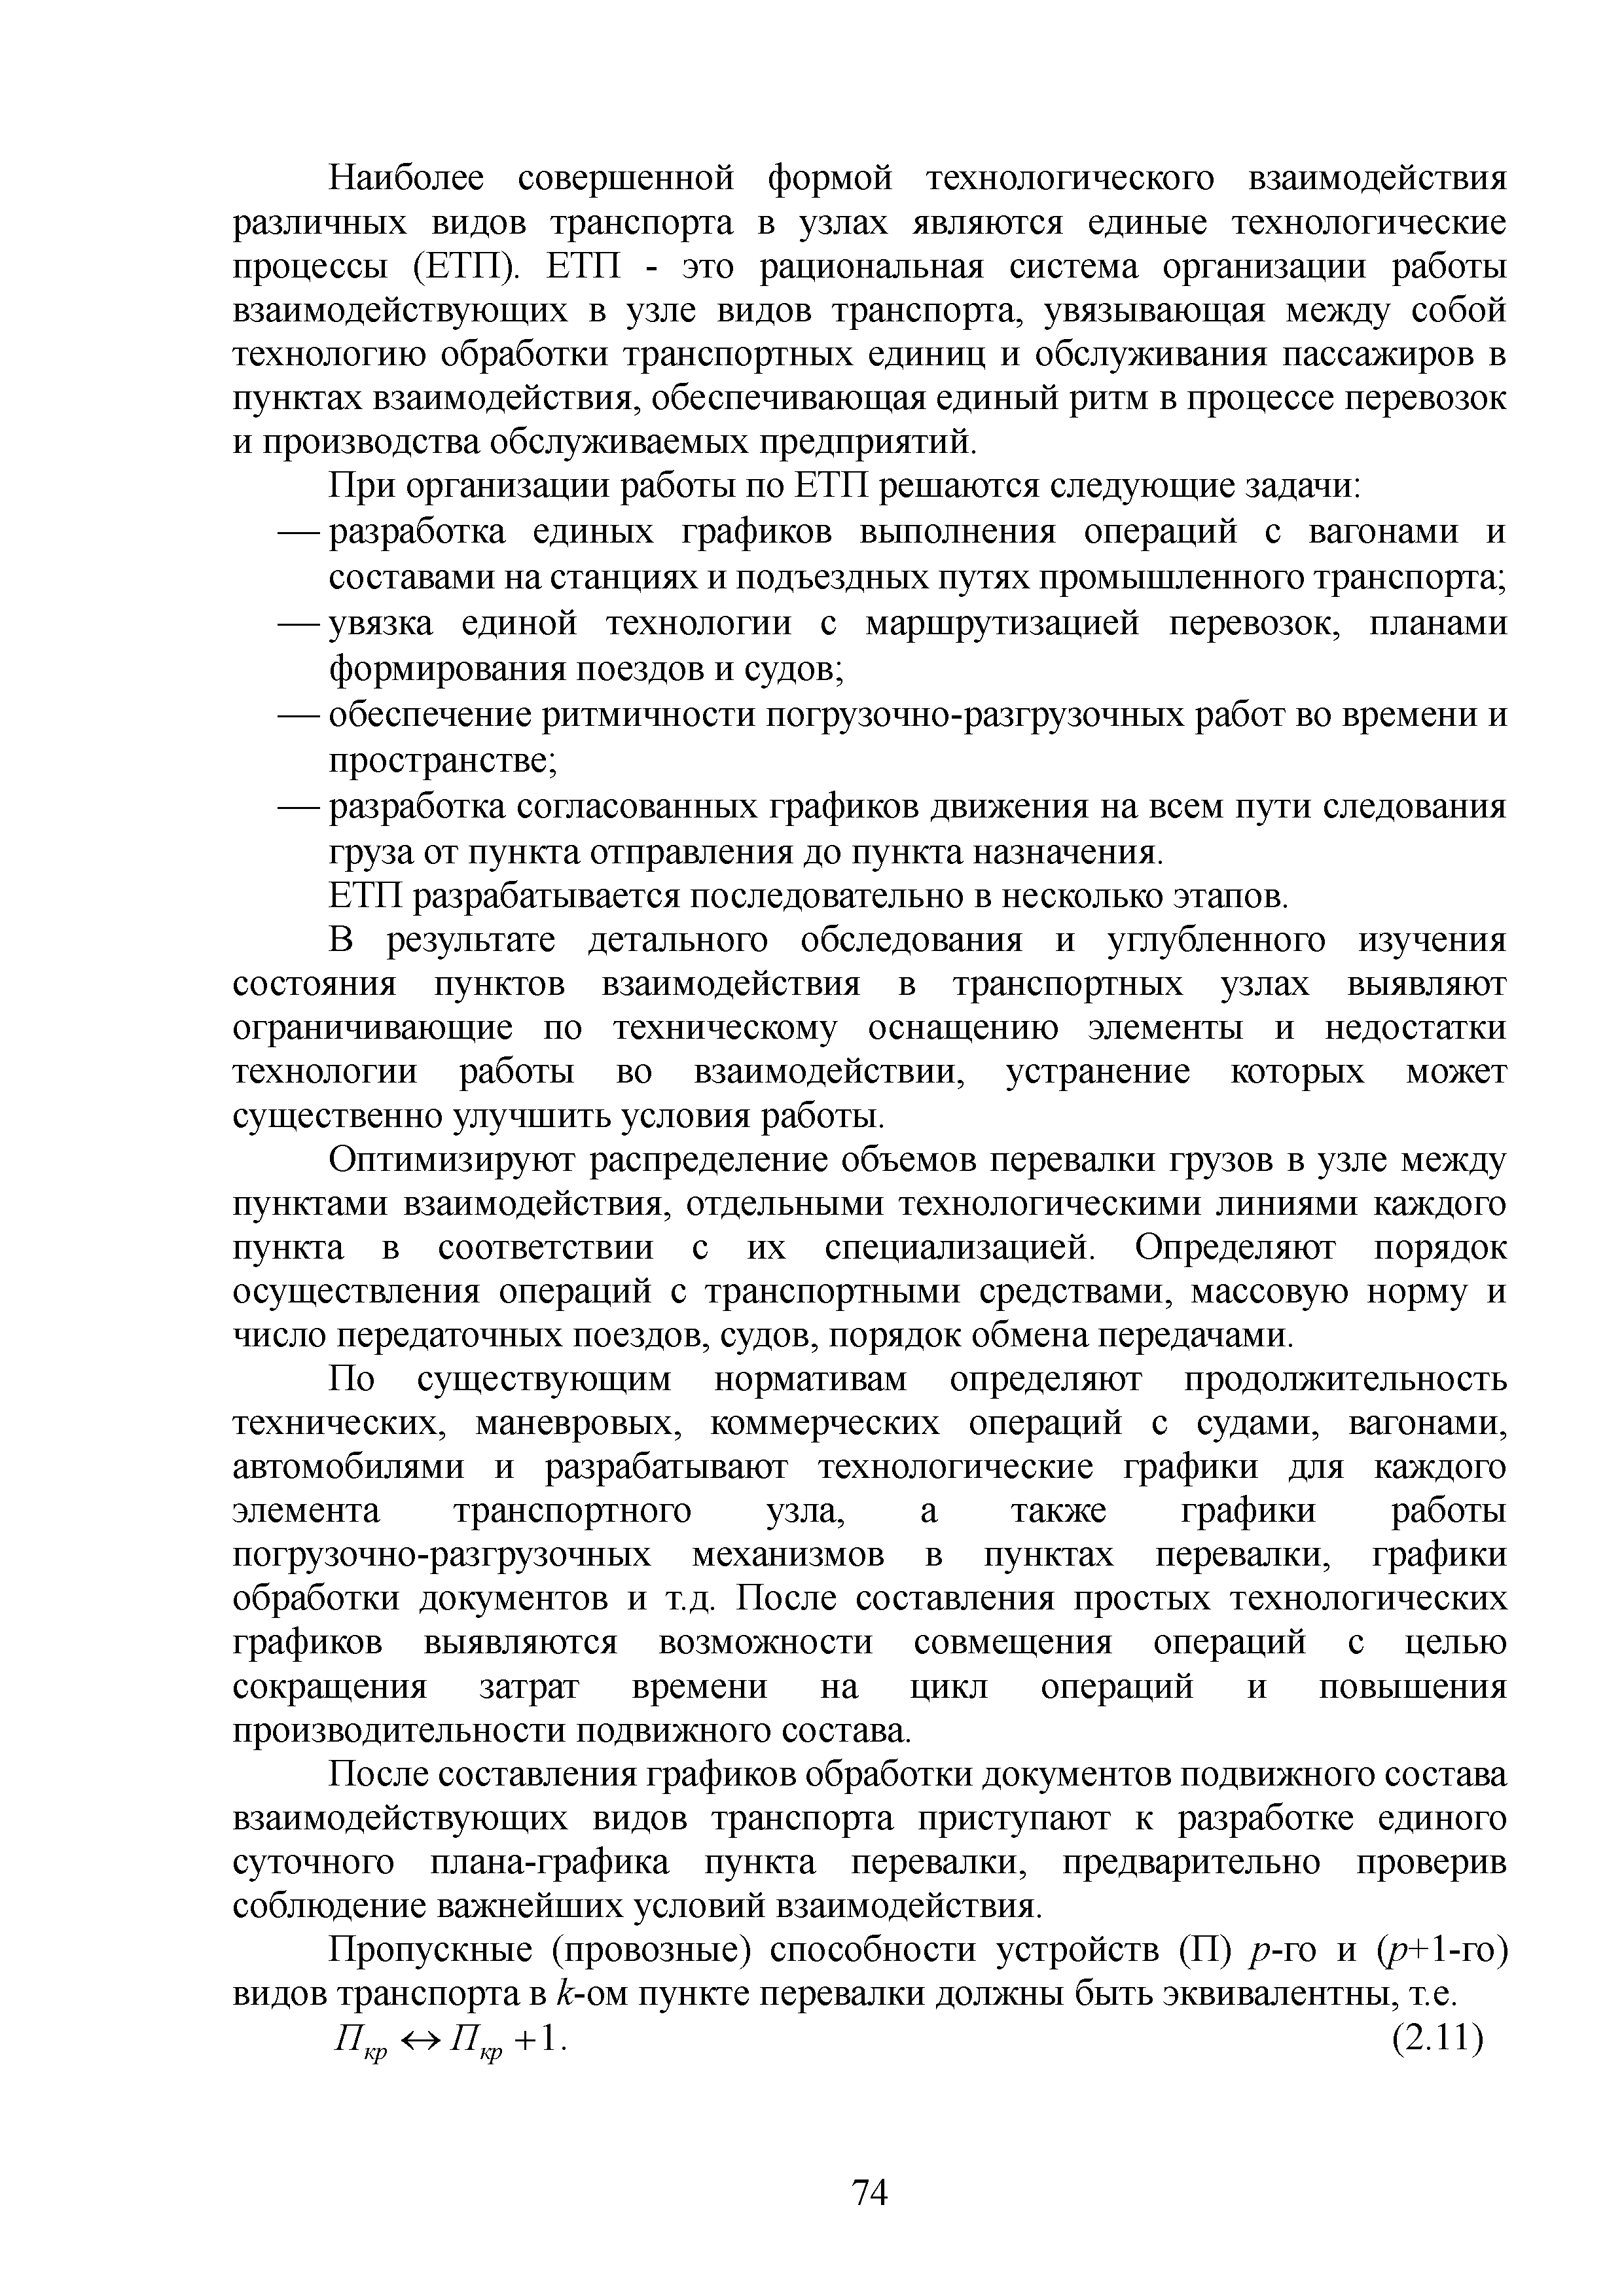 Наиболее совершенной формой технологического взаимодействия
различных видов транспорта в узлах являются единые технологические
процессы (ЕТП). ЕТП - это рациональная система организации работы
взаимодействующих в узле видов транспорта, увязывающая между собой
технологию обработки транспортных единиц и обслуживания пассажиров в
пунктах взаимодействия, обеспечивающая единый ритм в процессе перевозок
и производства обслуживаемых предприятий.
При организации работы по ЕТП решаются следующие задачи:
— разработка единых графиков выполнения операций с вагонами и
составами на станциях и подъездных путях промышленного транспорта;
— увязка единой технологии с маршрутизацией перевозок, планами
формирования поездов и судов;
— обеспечение ритмичности погрузочно-разгрузочных работ во времени и
пространстве;
— разработка согласованных графиков движения на всем пути следования
груза от пункта отправления до пункта назначения.
ЕТП разрабатывается последовательно в несколько этапов.
В результате детального обследования и углубленного изучения
состояния пунктов взаимодействия в транспортных узлах выявляют
ограничивающие по техническому оснащению элементы и недостатки
технологии работы во взаимодействии, устранение которых может
существенно улучшить условия работы.
Оптимизируют распределение объемов перевалки грузов в узле между
пунктами взаимодействия, отдельными технологическими линиями каждого
пункта в соответствии с их специализацией. Определяют порядок
осуществления операций с транспортными средствами, массовую норму и
число передаточных поездов, судов, порядок обмена передачами.
По существующим нормативам определяют продолжительность
технических, маневровых, коммерческих операций с судами, вагонами,
автомобилями и разрабатывают технологические графики для каждого
элемента транспортного узла, а также графики работы
погрузочно-разгрузочных механизмов в пунктах перевалки, графики
обработки документов и т.д. После составления простых технологических
графиков выявляются возможности совмещения операций с целью
сокращения затрат времени на цикл операций и повышения
производительности подвижного состава.
После составления графиков обработки документов подвижного состава
взаимодействующих видов транспорта приступают к разработке единого
суточного плана-графика пункта перевалки, предварительно проверив
соблюдение важнейших условий взаимодействия.
Пропускные (провозные) способности устройств (П) p-го и (p+1-го)
видов транспорта в k-ом пункте перевалки должны быть эквивалентны, т.е.
Пкр ↔ Пкр +1. (2.11)
74